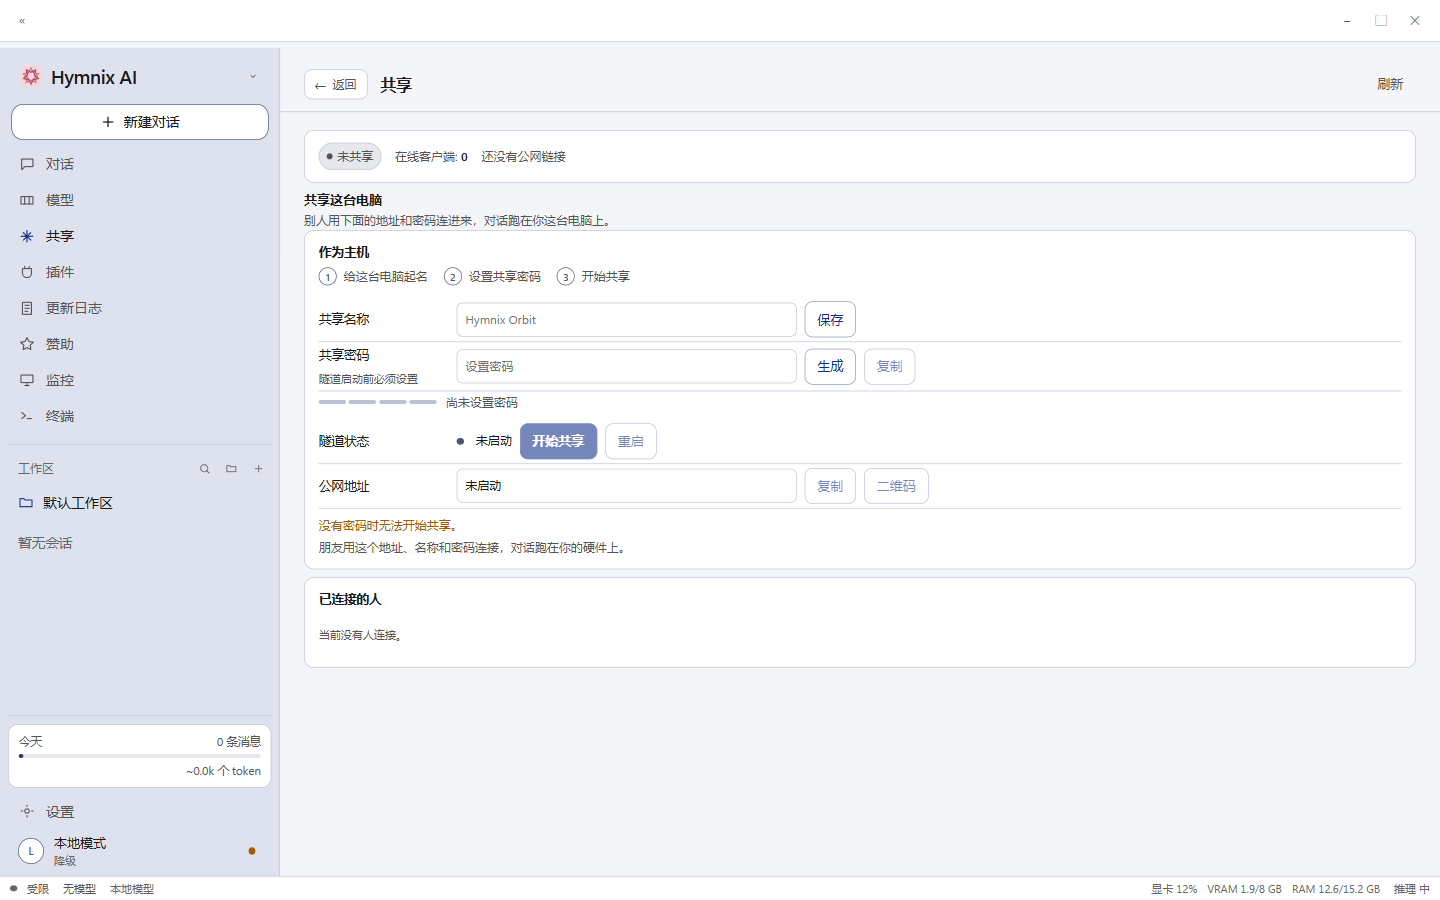 «
Hymnix AI
新建对话
对话
模型
共享
插件
更新日志
赞助
监控
终端
工作区
默认工作区
暂无会话
今天 0 条消息
~0.0k 个 token
设置
L 本地模式
降级
← 返回 共享 刷新
未共享 在线客户端: 0 还没有公网链接
共享这台电脑
别人用下面的地址和密码连进来，对话跑在你这台电脑上。
作为主机
1 给这台电脑起名 2 设置共享密码 3 开始共享
共享名称 Hymnix Orbit 保存
共享密码 设置密码 生成 复制
隧道启动前必须设置
尚未设置密码
隧道状态 未启动 开始共享 重启
公网地址 未启动 复制 二维码
没有密码时无法开始共享。
朋友用这个地址、名称和密码连接，对话跑在你的硬件上。
已连接的人
当前没有人连接。
受限 无模型 本地模型 显卡 12% VRAM 1.9/8 GB RAM 12.6/15.2 GB 推理 中